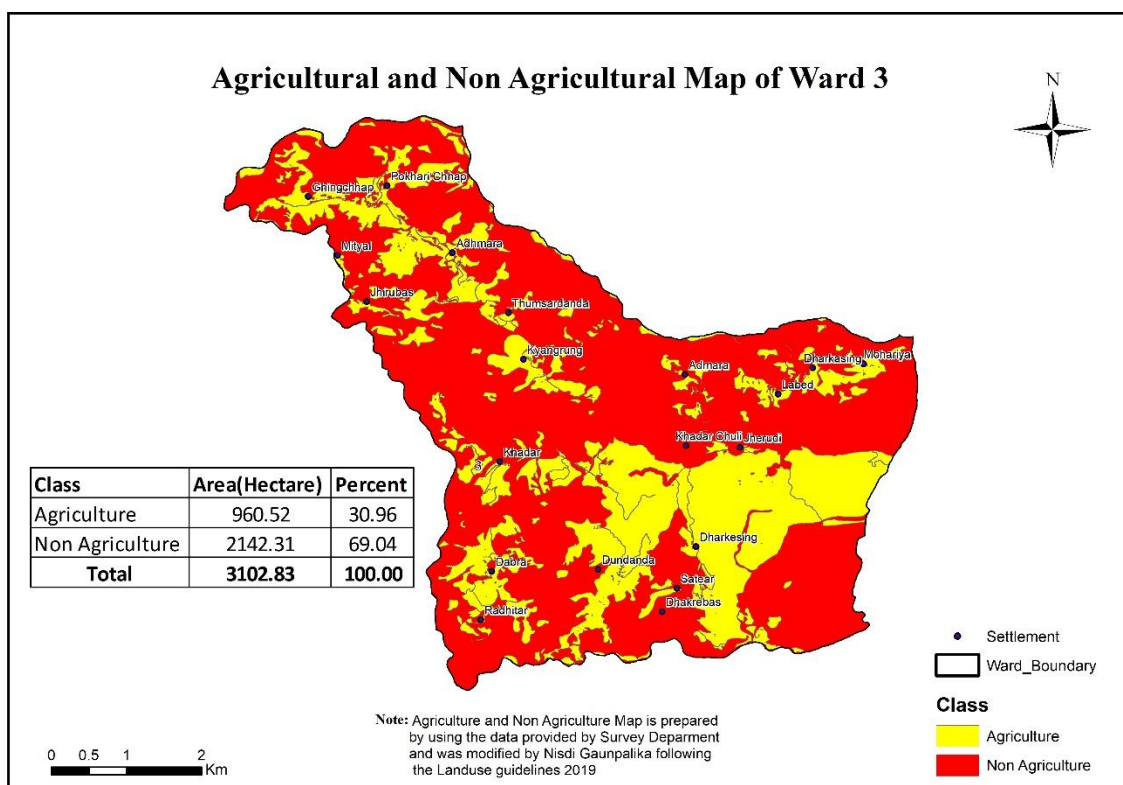 Agricultural and Non Agricultural Map of Ward 3
N
Pokhari Chhap
Ghingchhap
Mityal
Adhmara
Jhirubas
Thumsardanda
Kyangrung
Admara
Dharkasing
Mohariya
Labed
Khadar Chuli
Jherudi
Khadar
3
Dharkesing
Dabra
Dundanda
Satear
Dhakrebas
Radhitar
Class Area(Hectare) Percent
Agriculture 960.52 30.96
Non Agriculture 2142.31 69.04
Total 3102.83 100.00
Settlement
Ward_Boundary
Class
Agriculture
Non Agriculture
Note: Agriculture and Non Agriculture Map is prepared
by using the data provided by Survey Deparment
and was modified by Nisdi Gaunpalika following
the Landuse guidelines 2019
0 0.5 1 2
Km